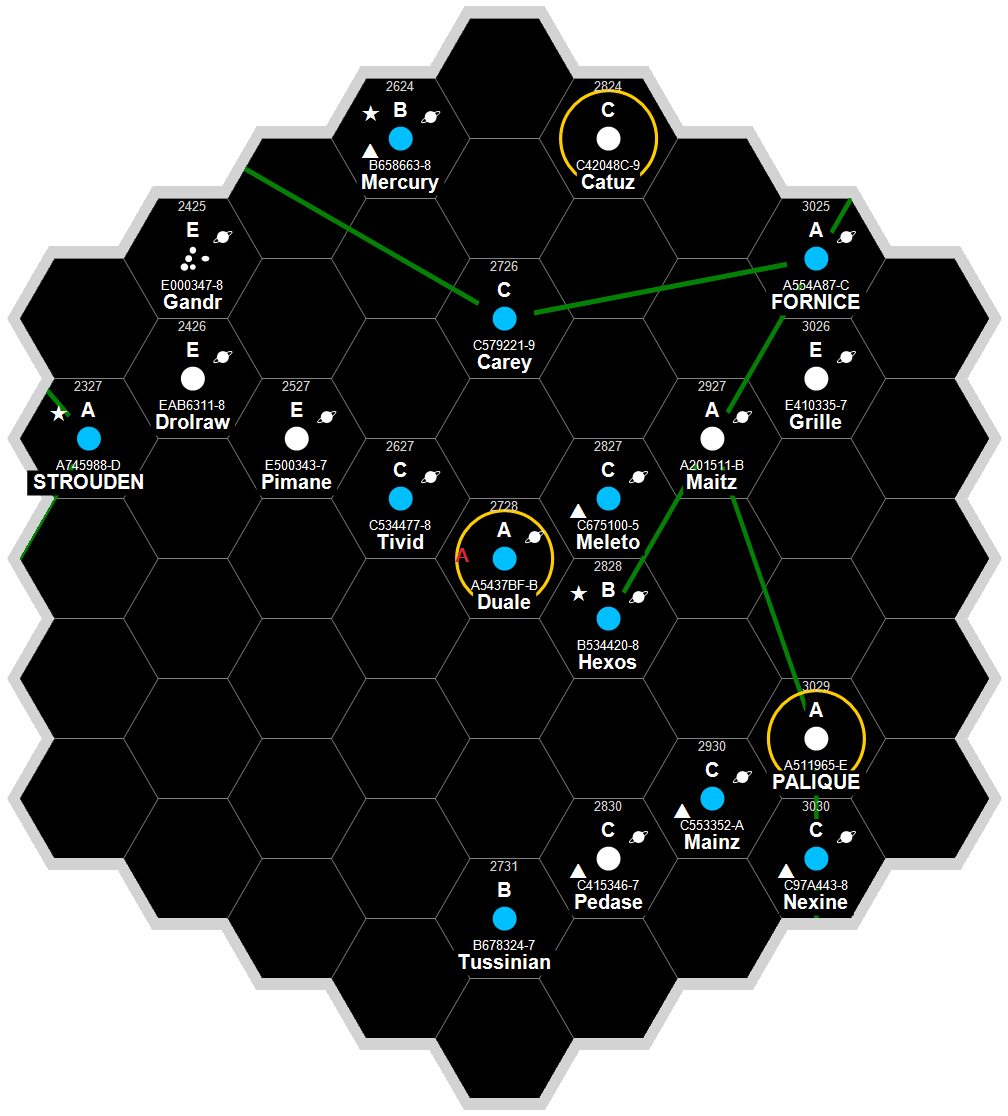 2624
B
B658663-8
Mercury
2824
C
C42048C-9
Catuz
2425
E
E000347-8
Gandr
3025
A
A554A87-C
FORNICE
2726
C
C579221-9
Carey
2426
E
EAB6311-8
Drolraw
3026
E
E410335-7
Grille
2327
A
A745988-D
STROUDEN
2527
E
E500343-7
Pimane
2927
A
A201511-B
Maitz
2627
C
C534477-8
Tivid
2827
C
C675100-5
Meleto
2728
A
A
A5437BF-B
Duale
2828
B
B534420-8
Hexos
3029
A
A511965-E
PALIQUE
2930
C
C553352-A
Mainz
2830
C
C415346-7
Pedase
3030
C
C97A443-8
Nexine
2731
B
B678324-7
Tussinian